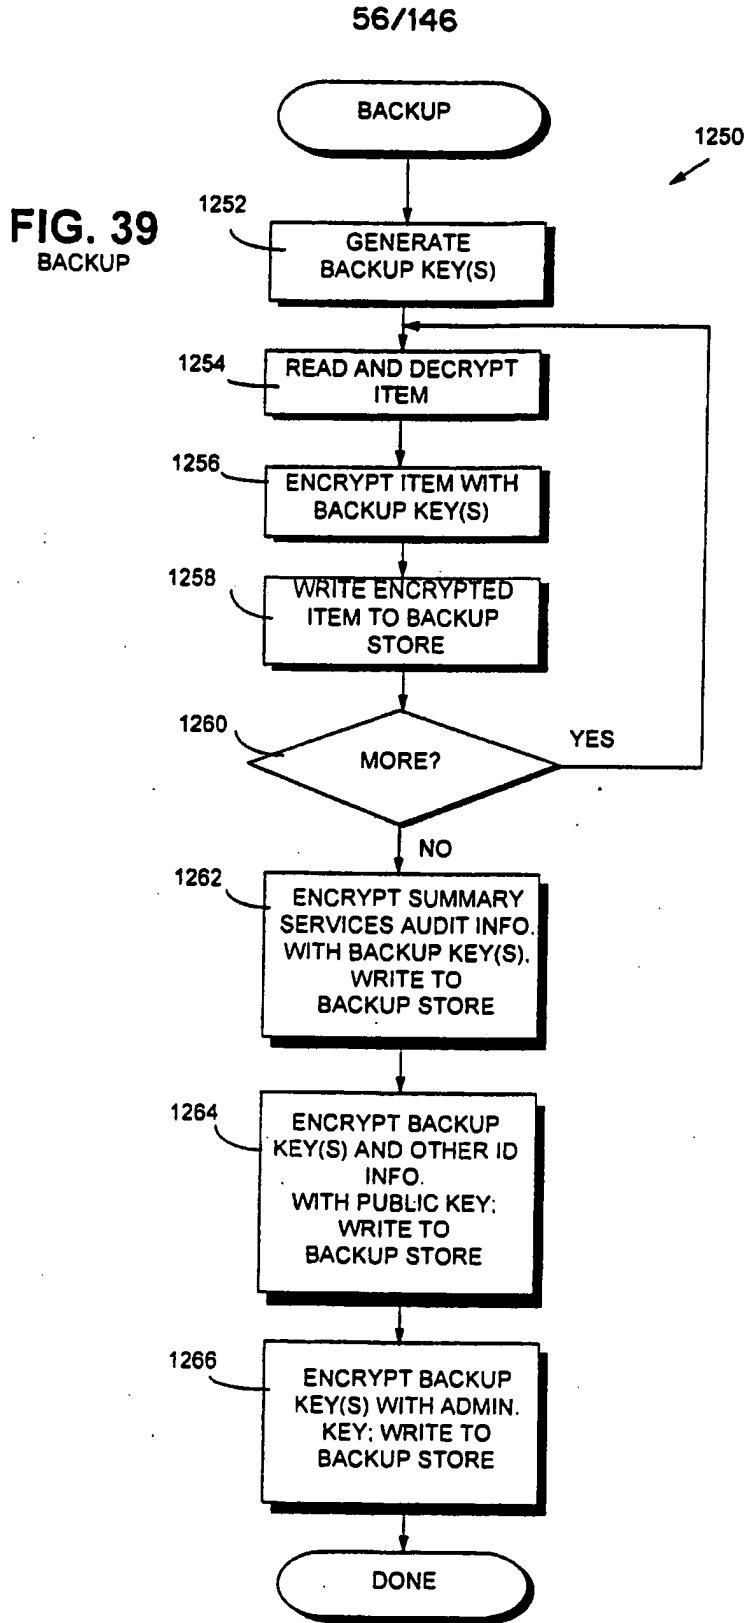 56/146
BACKUP
1250
FIG. 39
BACKUP
1252
GENERATE
BACKUP KEY(S)
1254
READ AND DECRYPT
ITEM
1256
ENCRYPT ITEM WITH
BACKUP KEY(S)
1258
WRITE ENCRYPTED
ITEM TO BACKUP
STORE
1260
MORE?
YES
NO
1262
ENCRYPT SUMMARY
SERVICES AUDIT INFO.
WITH BACKUP KEY(S).
WRITE TO
BACKUP STORE
1264
ENCRYPT BACKUP
KEY(S) AND OTHER ID
INFO.
WITH PUBLIC KEY;
WRITE TO
BACKUP STORE
1266
ENCRYPT BACKUP
KEY(S) WITH ADMIN.
KEY; WRITE TO
BACKUP STORE
DONE